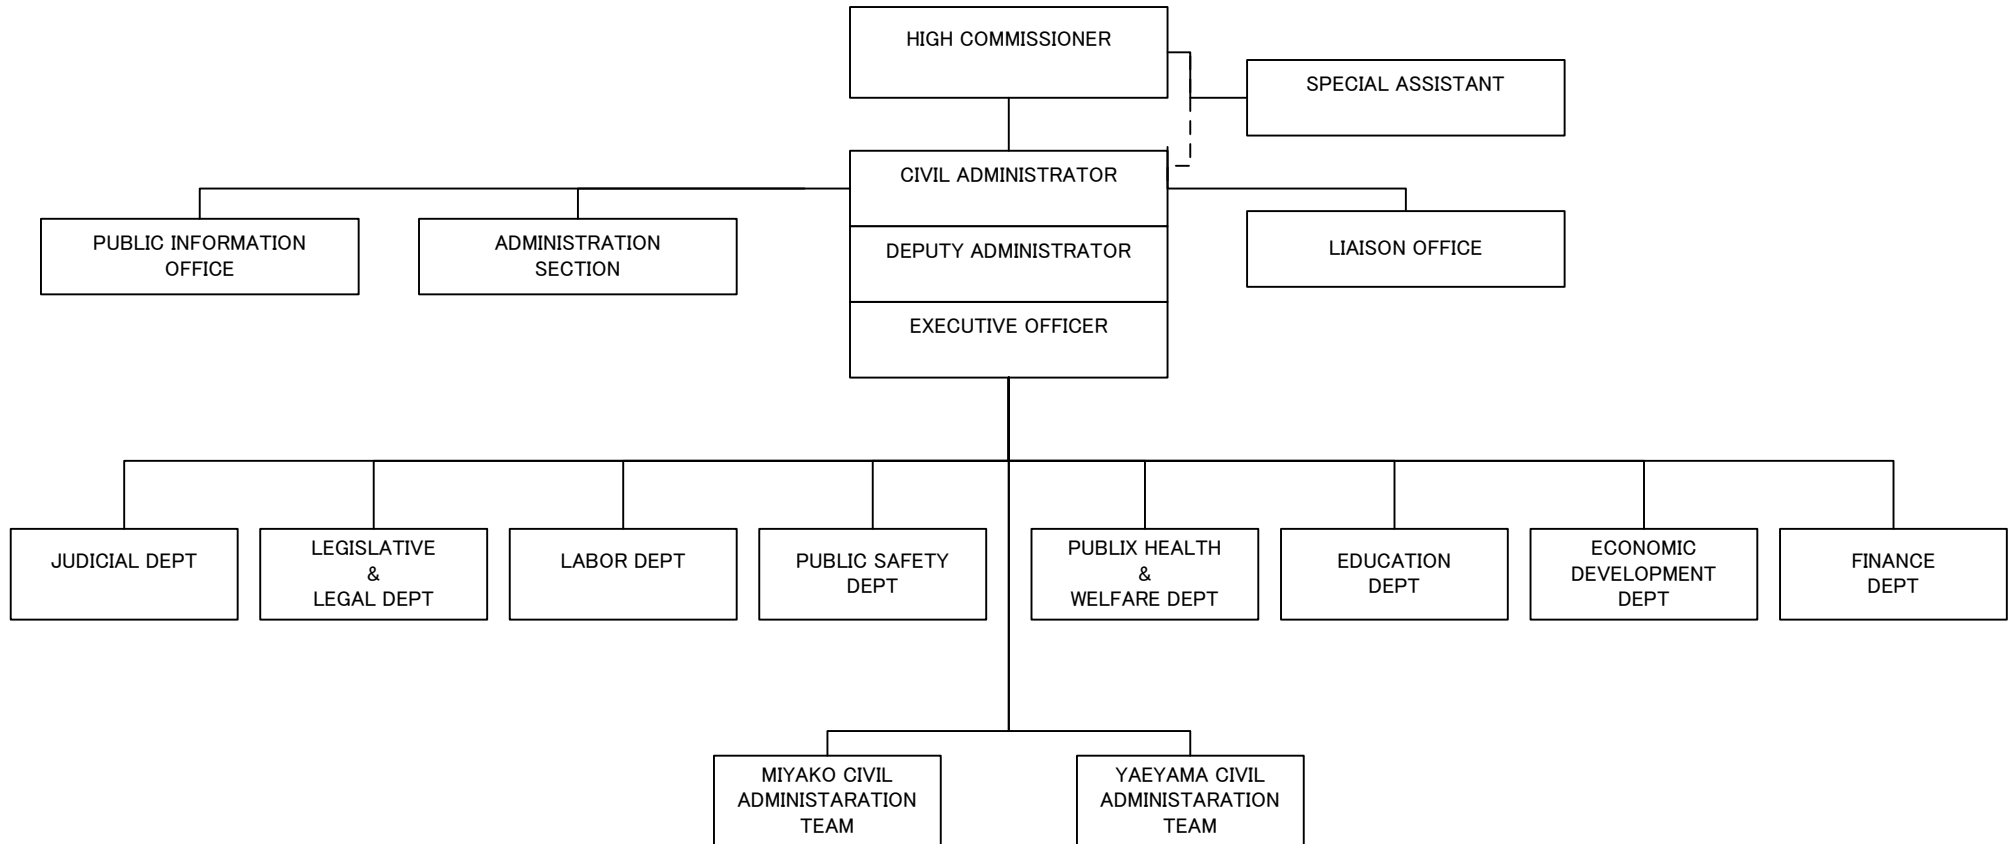 HIGH COMMISSIONER
SPECIAL ASSISTANT
CIVIL ADMINISTRATOR
PUBLIC INFORMATION
OFFICE
ADMINISTRATION
SECTION
DEPUTY ADMINISTRATOR
LIAISON OFFICE
EXECUTIVE OFFICER
JUDICIAL DEPT
LEGISLATIVE
&
LEGAL DEPT
LABOR DEPT
PUBLIC SAFETY
DEPT
PUBLIX HEALTH
&
WELFARE DEPT
EDUCATION
DEPT
ECONOMIC
DEVELOPMENT
DEPT
FINANCE
DEPT
MIYAKO CIVIL
ADMINISTARATION
TEAM
YAEYAMA CIVIL
ADMINISTARATION
TEAM